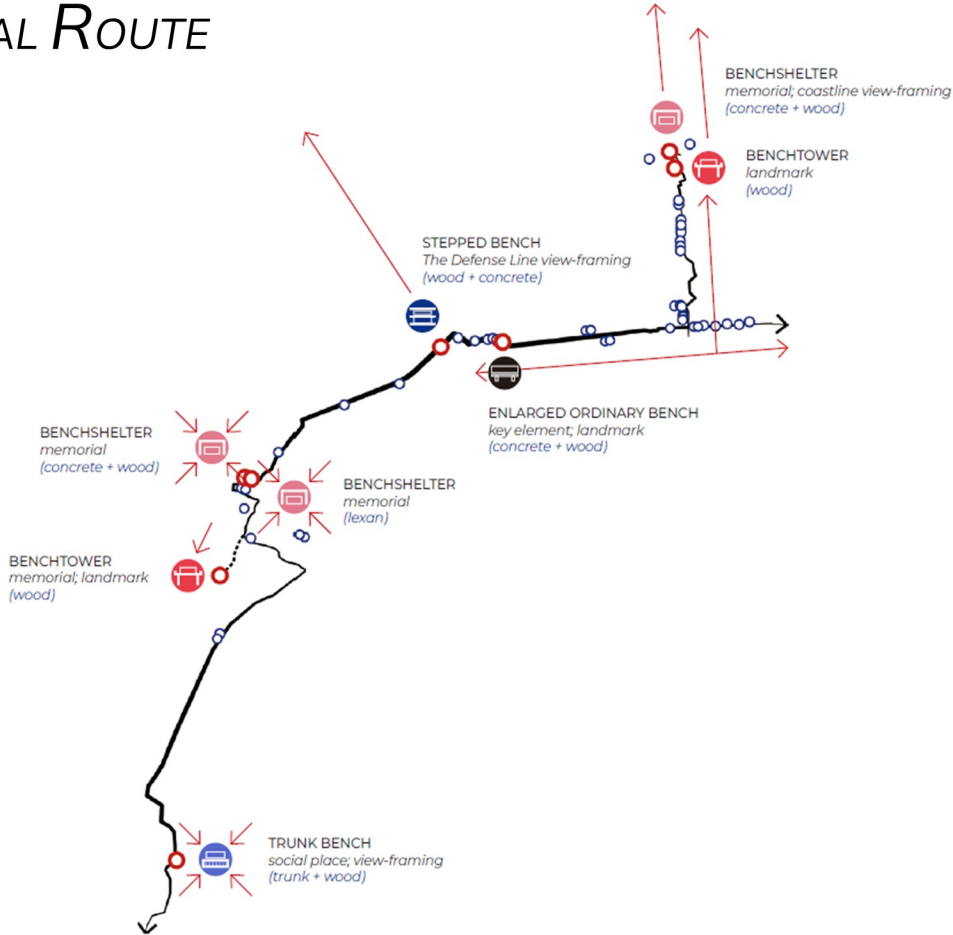 AL ROUTE
BENCHSHELTER
memorial; coastline view-framing
(concrete + wood)
BENCHTOWER
landmark
(wood)
STEPPED BENCH
The Defense Line view-framing
(wood + concrete)
ENLARGED ORDINARY BENCH
key element; landmark
(concrete + wood)
BENCHSHELTER
memorial
(concrete + wood)
BENCHSHELTER
memorial
(lexan)
BENCHTOWER
memorial; landmark
(wood)
TRUNK BENCH
social place; view-framing
(trunk + wood)